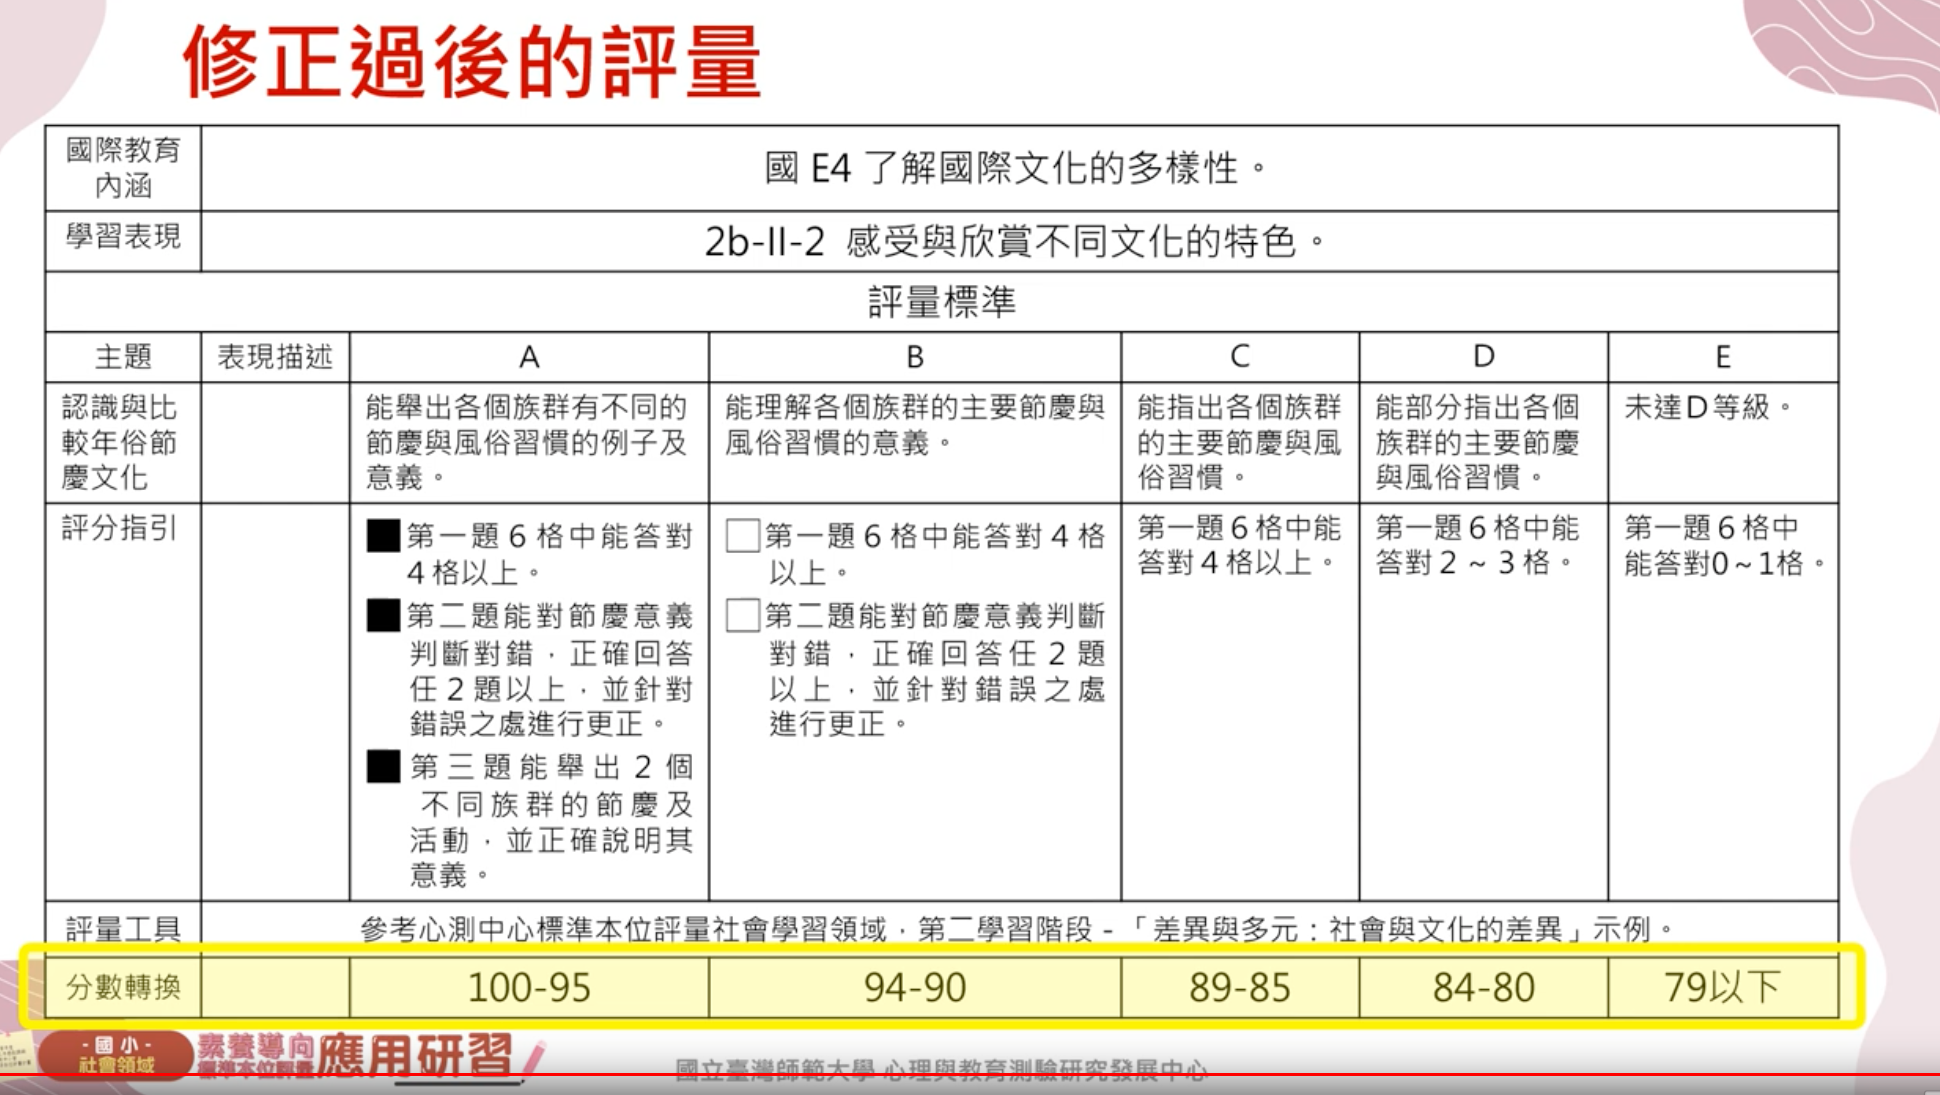 修正過後的評量
國際教育
內涵
國 E4 了解國際文化的多樣性。
學習表現
2b-II-2 感受與欣賞不同文化的特色。
評量標準
主題
表現描述
A
B
C
D
E
認識與比
較年俗節
慶文化
能舉出各個族群有不同的
節慶與風俗習慣的例子及
意義。
能理解各個族群的主要節慶與
風俗習慣的意義。
能指出各個族群
的主要節慶與風
俗習慣。
能部分指出各個
族群的主要節慶
與風俗習慣。
未達D等級。
評分指引
■第一題6格中能答對
4格以上。
■第二題能對節慶意義
判斷對錯，正確回答
任2題以上，並針對
錯誤之處進行更正。
■第三題能舉出2個
不同族群的節慶及
活動，並正確說明其
意義。
□第一題6格中能答對4格
以上。
□第二題能對節慶意義判斷
對錯，正確回答任2題
以上，並針對錯誤之處
進行更正。
第一題6格中能
答對4格以上。
第一題6格中能
答對2~3格。
第一題6格中
能答對0~1格。
評量工具
參考心測中心標準本位評量社會學習領域，第二學習階段-「差異與多元：社會與文化的差異」示例。
分數轉換
100-95
94-90
89-85
84-80
79以下
-國小-
社會領域
素養導向
標準本位評量
應用研習
國立臺灣師範大學 心理與教育測驗研究發展中心